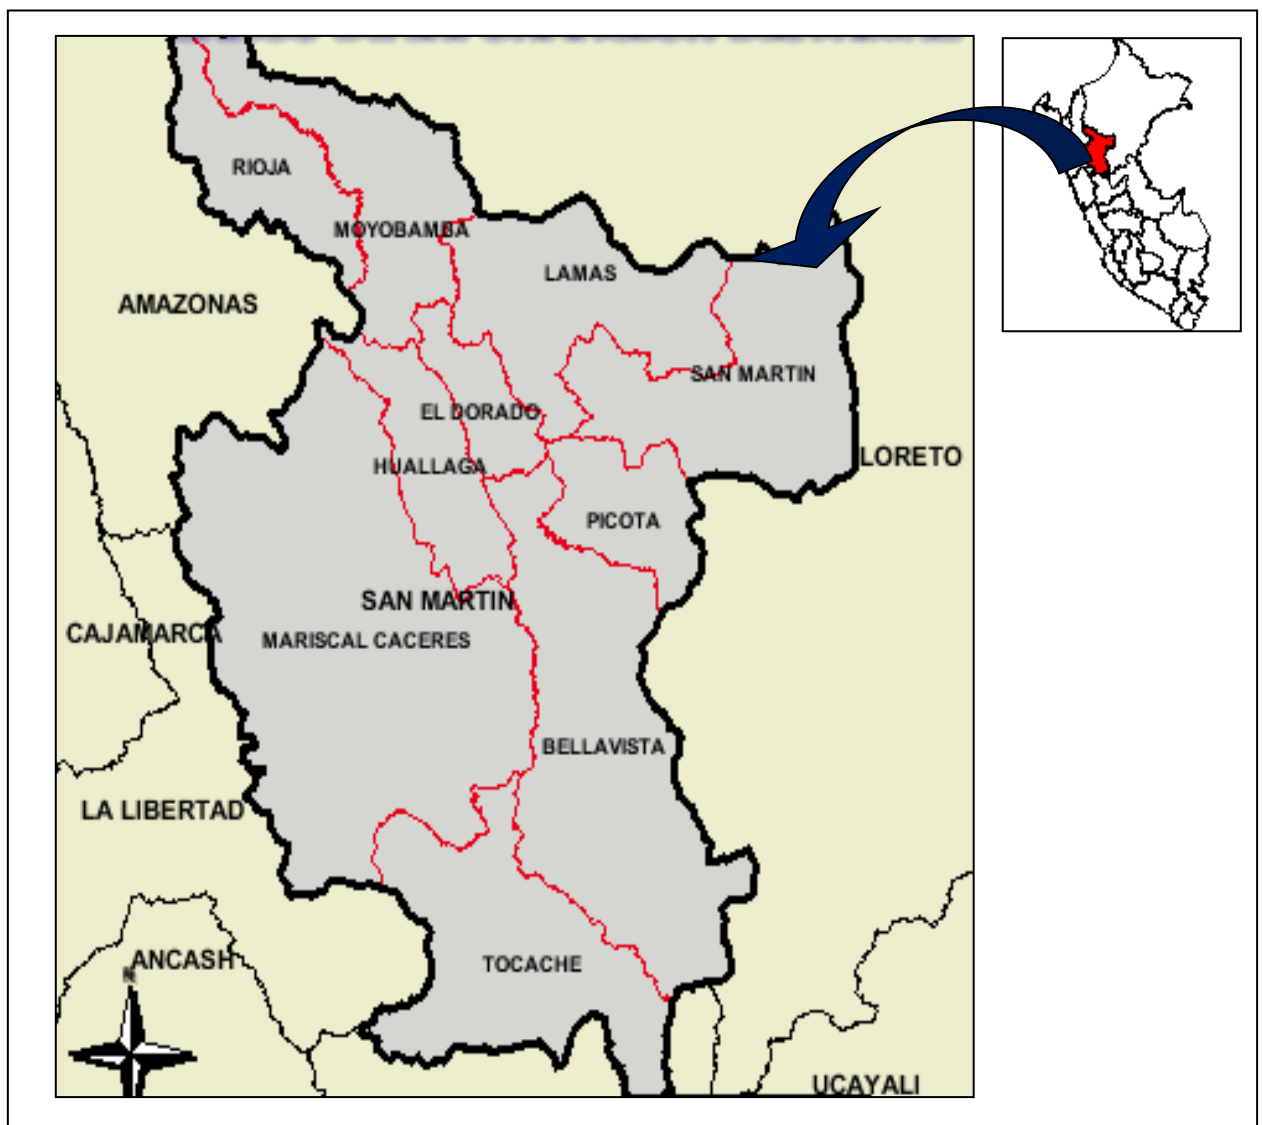 RIOJA
MOYOBAMBA
LAMAS
AMAZONAS
SAN MARTIN
EL DORADO
LORETO
HUALLAGA
PICOTA
SAN MARTIN
CAJAMARCA
MARISCAL CACERES
BELLAVISTA
LA LIBERTAD
ANCASH
TOCACHE
N
UCAYALI